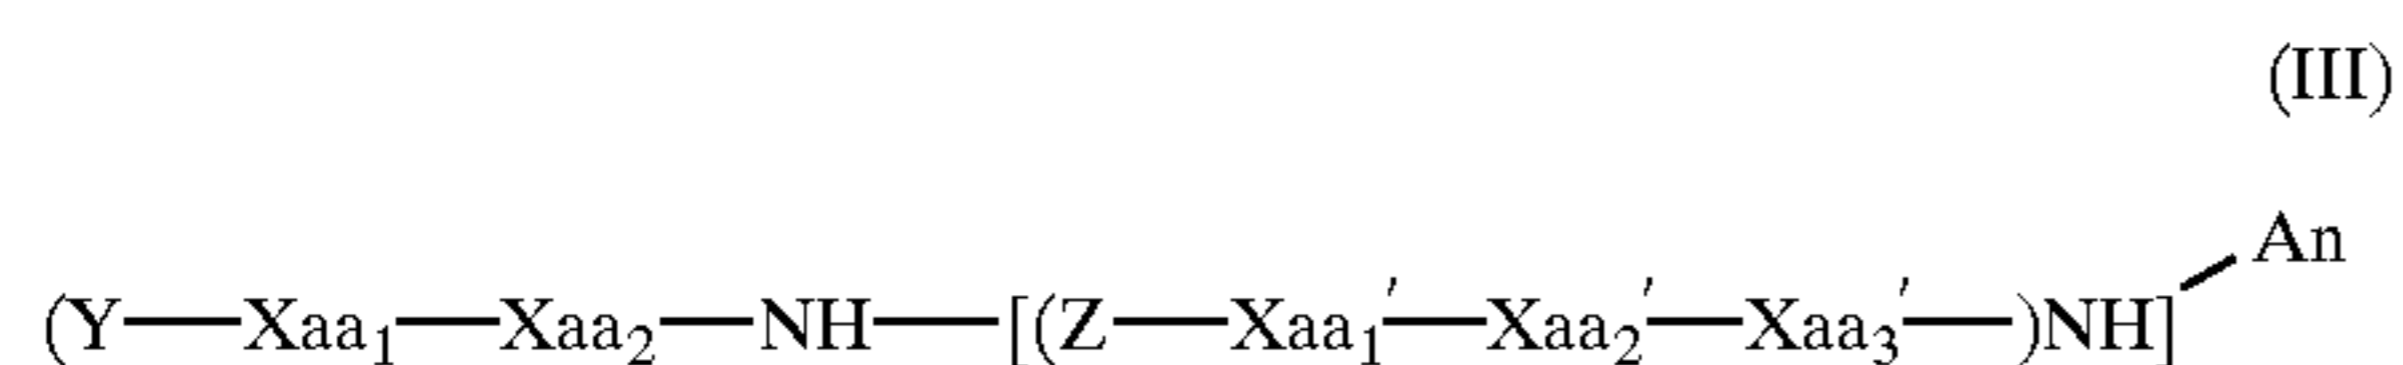 (III)
An
(Y—Xaa₁—Xaa₂—NH—[(Z—Xaa₁′—Xaa₂′—Xaa₃′—)NH]